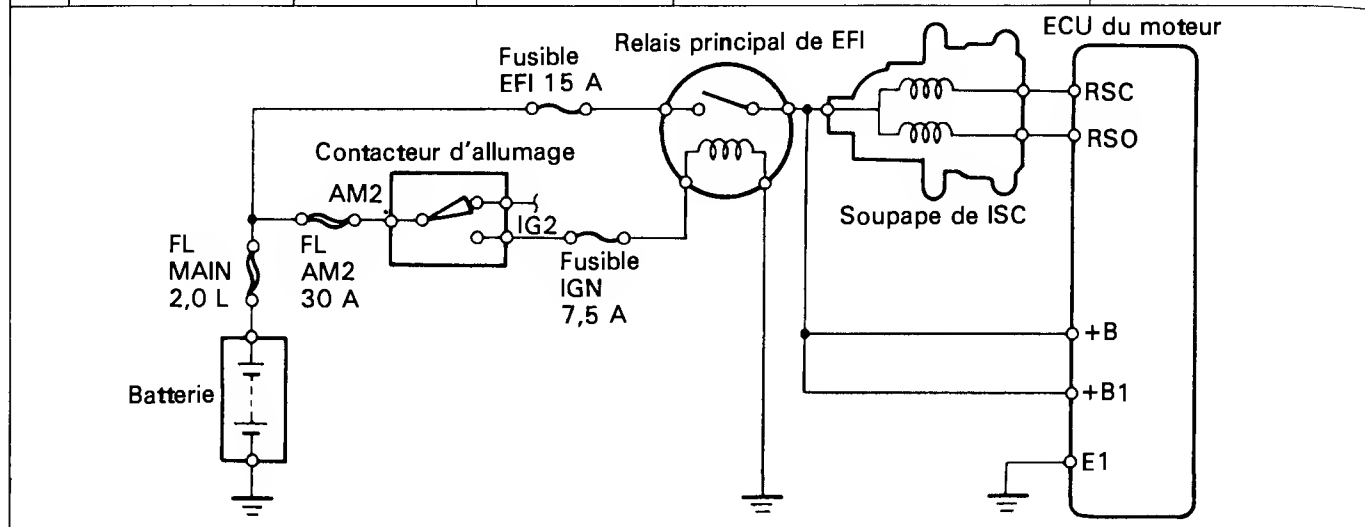 ECU du moteur
Relais principal de EFI
Fusible
EFI 15 A
RSC
RSO
Contacteur d'allumage
AM2
IG2
Soupape de ISC
FL
MAIN
2,0 L
FL
AM2
30 A
Fusible
IGN
7,5 A
+B
Batterie
+B1
E1